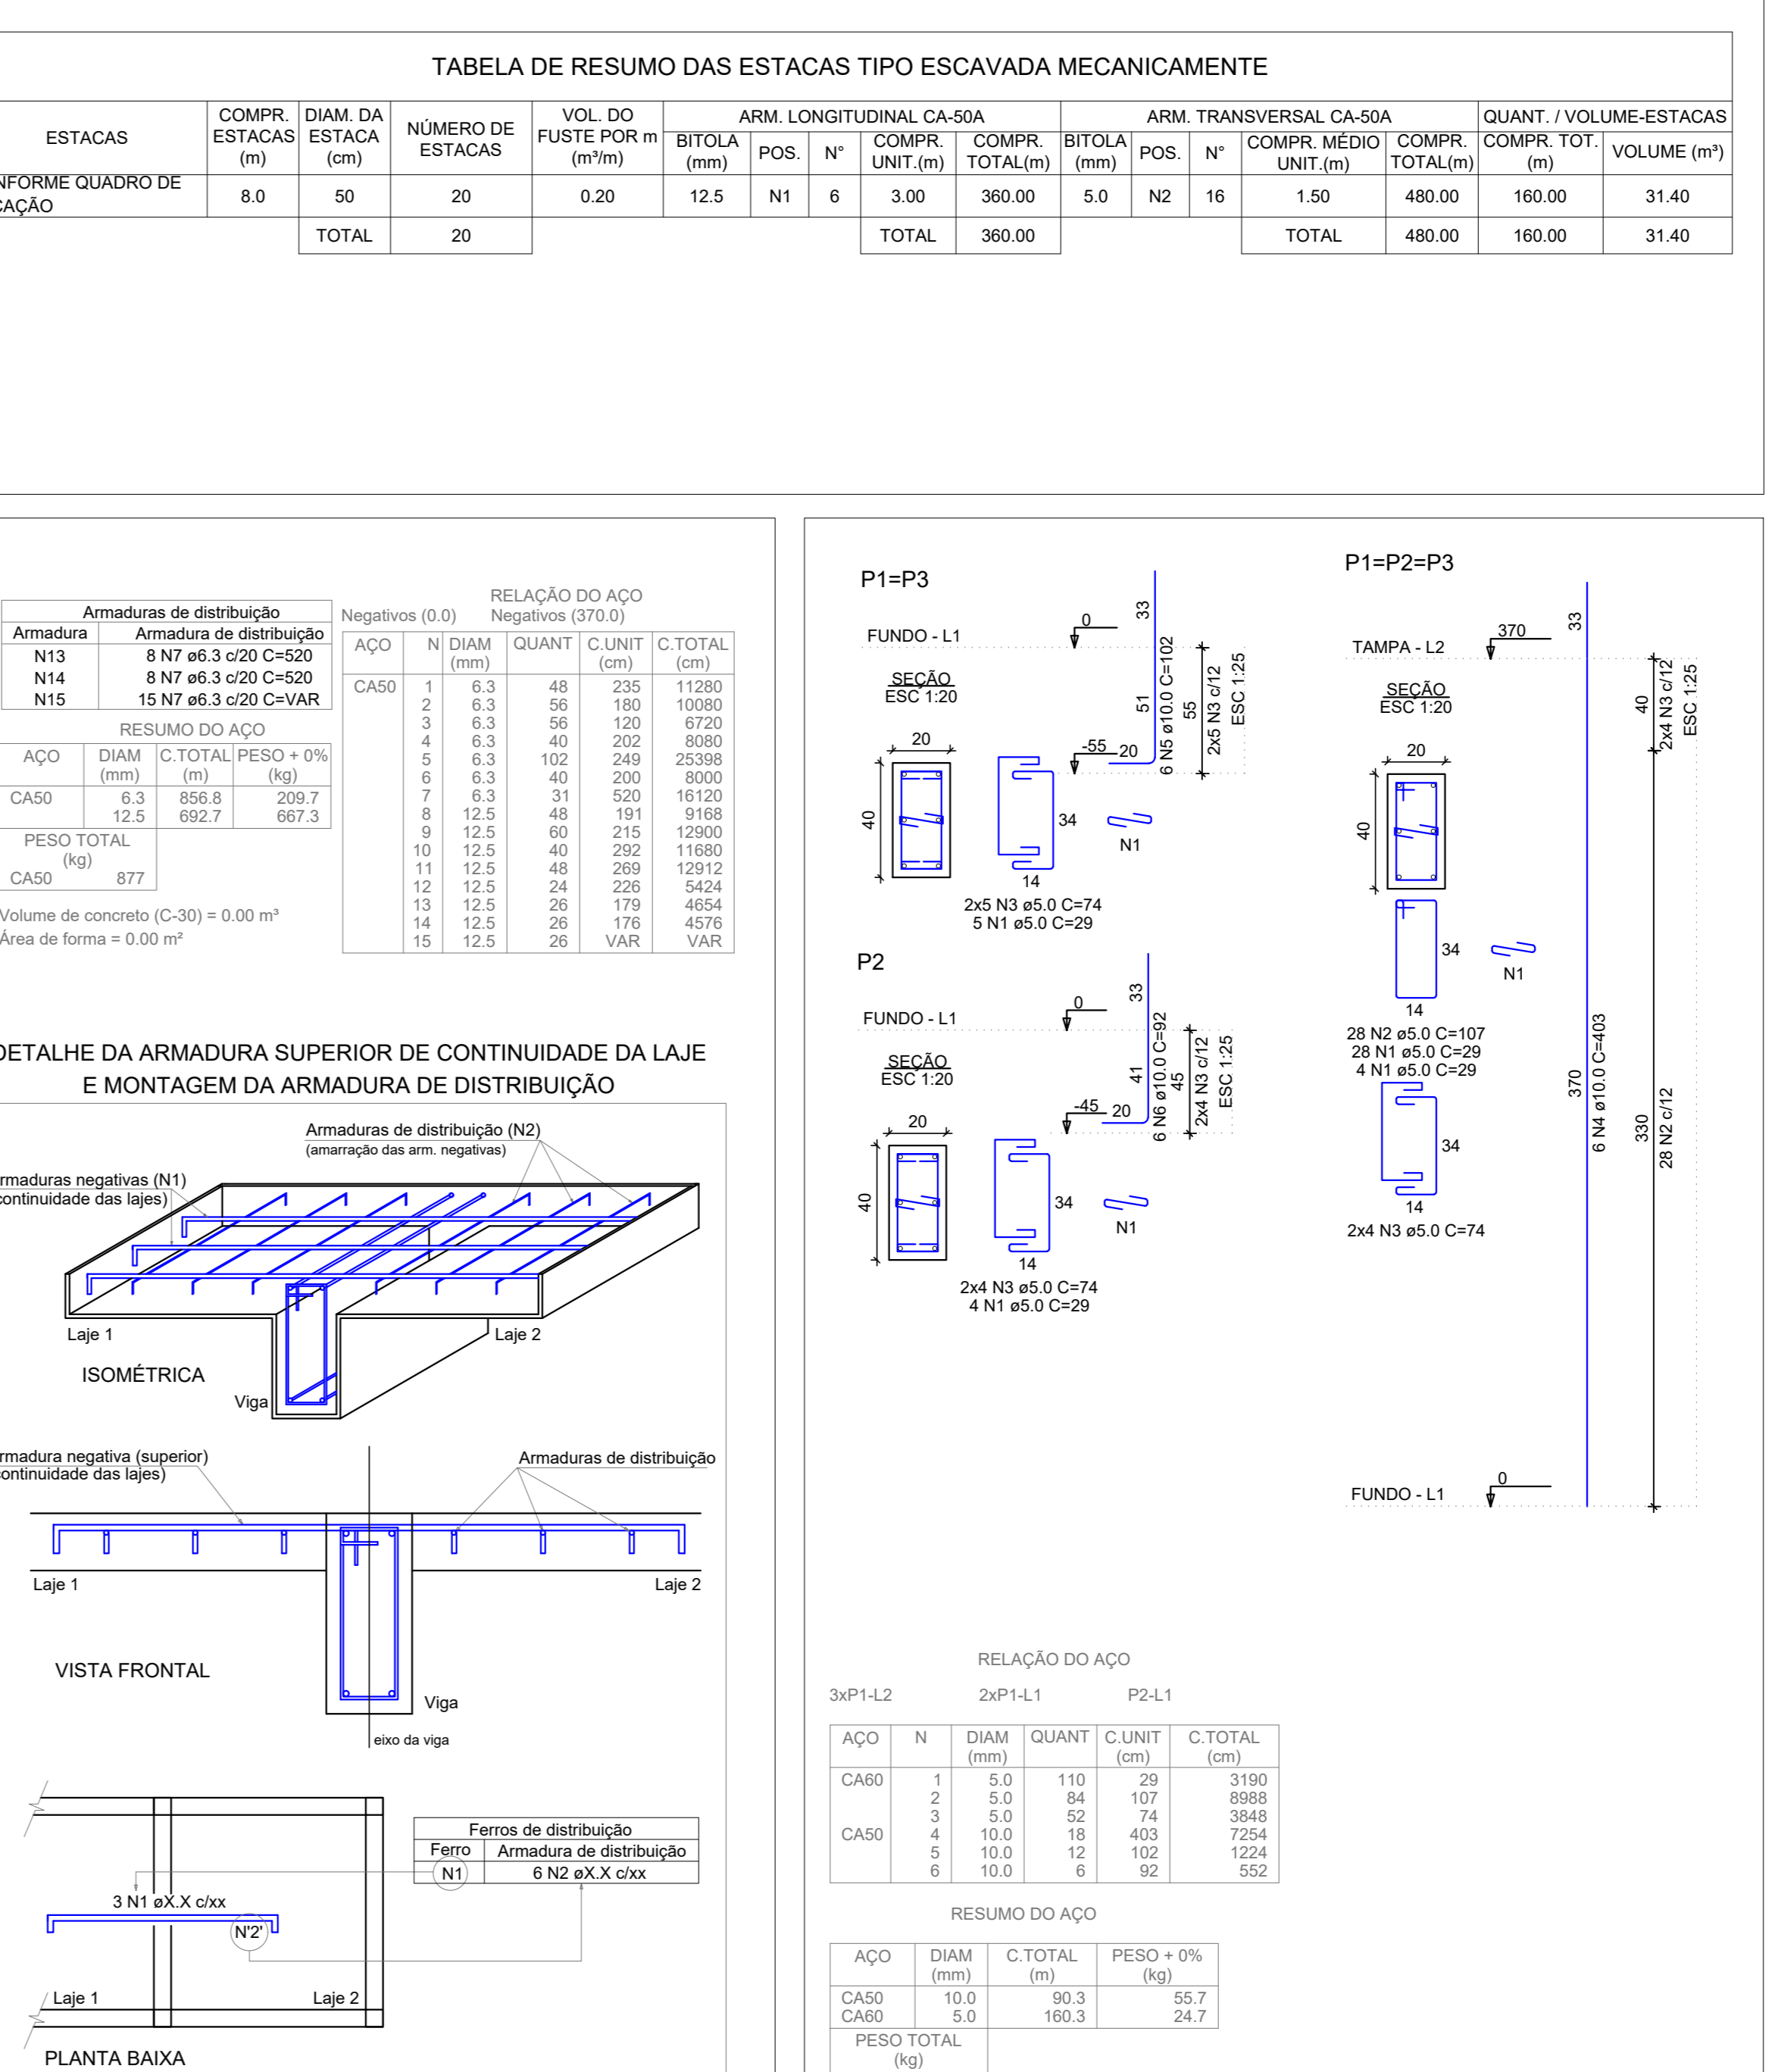 TABELA DE RESUMO DAS ESTACAS TIPO ESCAVADA MECANICAMENTE
ESTACAS
COMPR. ESTACAS (m)
DIAM. DA ESTACA (cm)
NÚMERO DE ESTACAS
VOL. DO FUSTE POR m (m³/m)
ARM. LONGITUDINAL CA-50A
ARM. TRANSVERSAL CA-50A
QUANT. / VOLUME-ESTACAS
BITOLA (mm) POS. N° COMPR. UNIT.(m) COMPR. TOTAL(m)
BITOLA (mm) POS. N° COMPR. MÉDIO UNIT.(m) COMPR. TOTAL(m)
COMPR. TOT. (m) VOLUME (m³)
NFORME QUADRO DE
CAÇÃO
8.0 50 20 0.20 12.5 N1 6 3.00 360.00 5.0 N2 16 1.50 480.00 160.00 31.40
TOTAL 20 TOTAL 360.00 TOTAL 480.00 160.00 31.40
Armaduras de distribuição
Armadura Armadura de distribuição
N13 8 N7 ø6.3 c/20 C=520
N14 8 N7 ø6.3 c/20 C=520
N15 15 N7 ø6.3 c/20 C=VAR
RESUMO DO AÇO
AÇO DIAM C.TOTAL PESO + 0%
(mm) (m) (kg)
CA50 6.3 856.8 209.7
12.5 692.7 667.3
PESO TOTAL
(kg)
CA50 877
Volume de concreto (C-30) = 0.00 m³
Área de forma = 0.00 m²
RELAÇÃO DO AÇO
Negativos (0.0) Negativos (370.0)
AÇO N DIAM QUANT C.UNIT C.TOTAL
(mm) (cm) (cm)
CA50 1 6.3 48 235 11280
2 6.3 56 180 10080
3 6.3 56 120 6720
4 6.3 40 202 8080
5 6.3 102 249 25398
6 6.3 40 200 8000
7 6.3 31 520 16120
8 12.5 48 191 9168
9 12.5 60 215 12900
10 12.5 40 292 11680
11 12.5 48 269 12912
12 12.5 24 226 5424
13 12.5 26 179 4654
14 12.5 26 176 4576
15 12.5 26 VAR VAR
DETALHE DA ARMADURA SUPERIOR DE CONTINUIDADE DA LAJE
E MONTAGEM DA ARMADURA DE DISTRIBUIÇÃO
Armaduras de distribuição (N2)
(amarração das arm. negativas)
rmaduras negativas (N1)
continuidade das lajes)
Laje 1
Laje 2
ISOMÉTRICA
Viga
rmadura negativa (superior)
continuidade das lajes)
Armaduras de distribuição
Laje 1
Laje 2
VISTA FRONTAL
Viga
eixo da viga
Ferros de distribuição
Ferro Armadura de distribuição
N1 6 N2 øX.X c/xx
3 N1 øX.X c/xx
N'2'
Laje 1
Laje 2
PLANTA BAIXA
P1=P3
FUNDO - L1
0
33
SEÇÃO
ESC 1:20
51
6 N5 ø10.0 C=102
55
2x5 N3 c/12
ESC 1:25
-55
20
20
40
34
14
N1
2x5 N3 ø5.0 C=74
5 N1 ø5.0 C=29
P2
FUNDO - L1
0
33
SEÇÃO
ESC 1:20
41
6 N6 ø10.0 C=92
45
2x4 N3 c/12
ESC 1:25
-45
20
20
40
34
14
N1
2x4 N3 ø5.0 C=74
4 N1 ø5.0 C=29
P1=P2=P3
TAMPA - L2
370
33
SEÇÃO
ESC 1:20
40
2x4 N3 c/12
ESC 1:25
20
40
34
14
N1
28 N2 ø5.0 C=107
28 N1 ø5.0 C=29
4 N1 ø5.0 C=29
34
14
2x4 N3 ø5.0 C=74
370
6 N4 ø10.0 C=403
330
28 N2 c/12
FUNDO - L1
0
RELAÇÃO DO AÇO
3xP1-L2 2xP1-L1 P2-L1
AÇO N DIAM QUANT C.UNIT C.TOTAL
(mm) (cm) (cm)
CA60 1 5.0 110 29 3190
2 5.0 84 107 8988
3 5.0 52 74 3848
CA50 4 10.0 18 403 7254
5 10.0 12 102 1224
6 10.0 6 92 552
RESUMO DO AÇO
AÇO DIAM C.TOTAL PESO + 0%
(mm) (m) (kg)
CA50 10.0 90.3 55.7
CA60 5.0 160.3 24.7
PESO TOTAL
(kg)